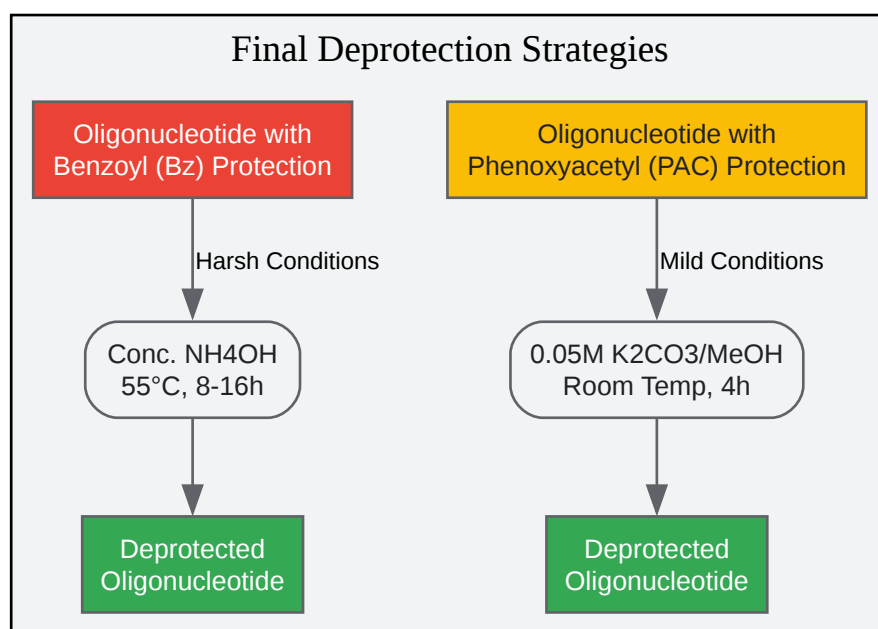 Final Deprotection Strategies
Oligonucleotide with
Benzoyl (Bz) Protection
Harsh Conditions
Conc. NH4OH
55°C, 8-16h
Deprotected
Oligonucleotide
Oligonucleotide with
Phenoxyacetyl (PAC) Protection
Mild Conditions
0.05M K2CO3/MeOH
Room Temp, 4h
Deprotected
Oligonucleotide